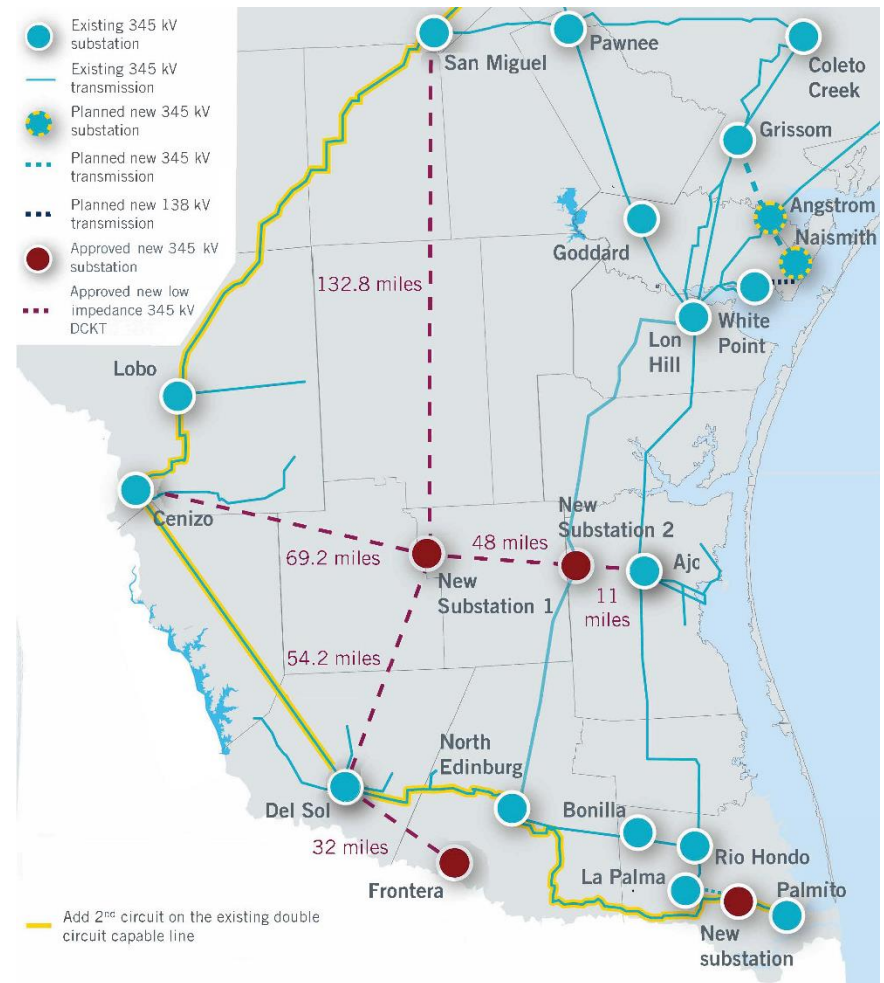 Existing 345 kV
substation
Existing 345 kV
transmission
Planned new 345 kV
substation
Planned new 345 kV
transmission
Planned new 138 kV
transmission
Approved new 345 kV
substation
Approved new low
impedance 345 kV
DCKT
San Miguel
Pawnee
Coleto
Creek
Grissom
Angstrom
Naismith
Goddard
132.8 miles
White
Point
Lon
Hill
Lobo
Cenizo
New
Substation 2
69.2 miles
48 miles
Ajo
New
Substation 1
11
miles
54.2 miles
North
Edinburg
Del Sol
Bonilla
Rio Hondo
32 miles
La Palma
Frontera
Palmito
New
substation
Add 2nd circuit on the existing double
circuit capable line